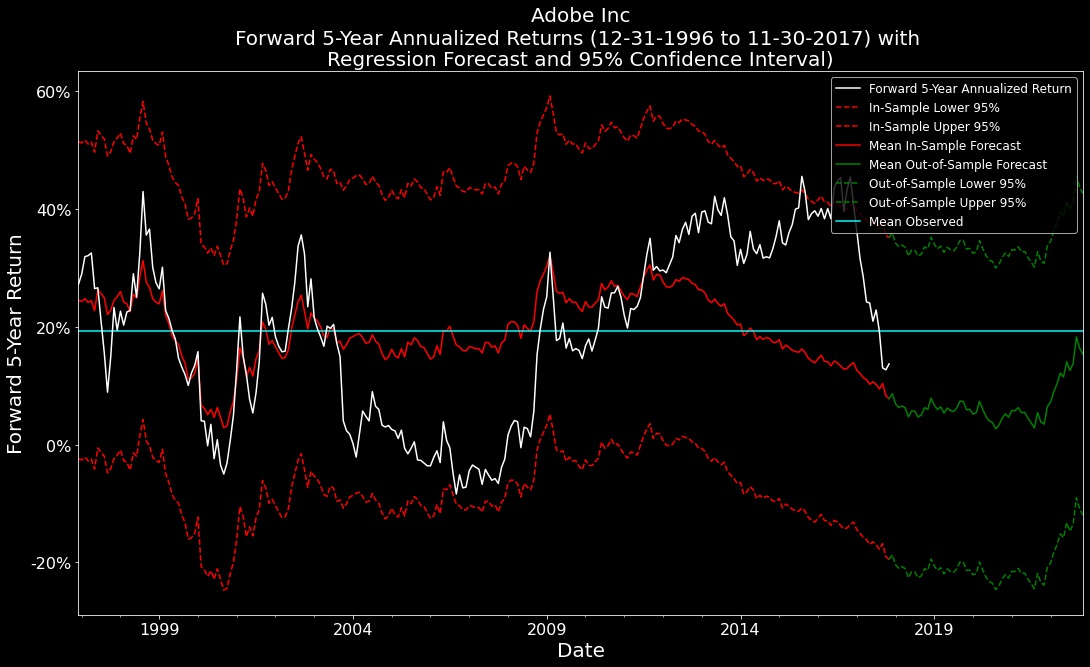 Adobe Inc
Forward 5-Year Annualized Returns (12-31-1996 to 11-30-2017) with
Regression Forecast and 95% Confidence Interval)
Forward 5-Year Annualized Return
In-Sample Lower 95%
In-Sample Upper 95%
Mean In-Sample Forecast
Mean Out-of-Sample Forecast
Out-of-Sample Lower 95%
Out-of-Sample Upper 95%
Mean Observed
Forward 5-Year Return
60%
40%
20%
0%
-20%
1999
2004
2009
2014
2019
Date